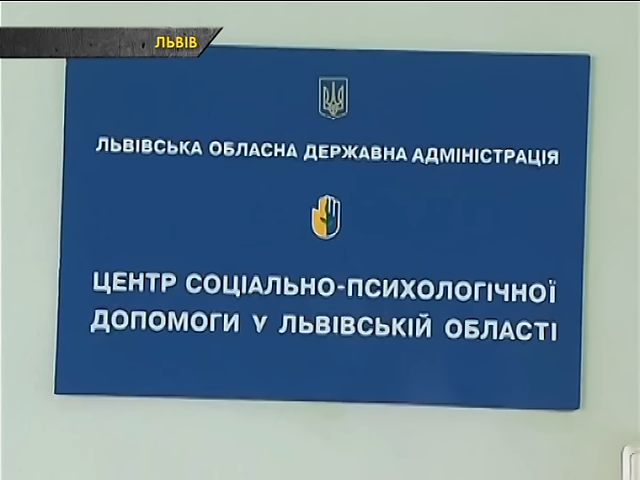 ЛЬВІВ
ЛЬВІВСЬКА ОБЛАСНА ДЕРЖАВНА АДМІНІСТРАЦІЯ
ЦЕНТР СОЦІАЛЬНО-ПСИХОЛОГІЧНОЇ
ДОПОМОГИ У ЛЬВІВСЬКІЙ ОБЛАСТІ